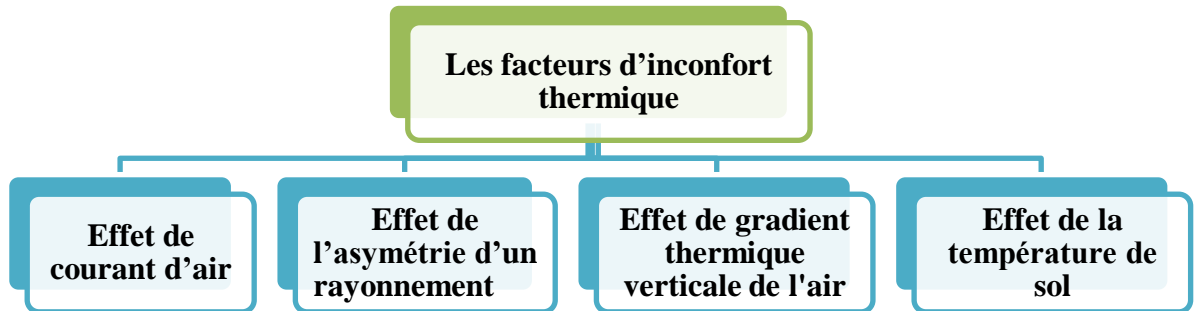 Les facteurs d’inconfort
thermique
Effet de
courant d’air
Effet de
l’asymétrie d’un
rayonnement
Effet de gradient
thermique
verticale de l'air
Effet de la
température de
sol